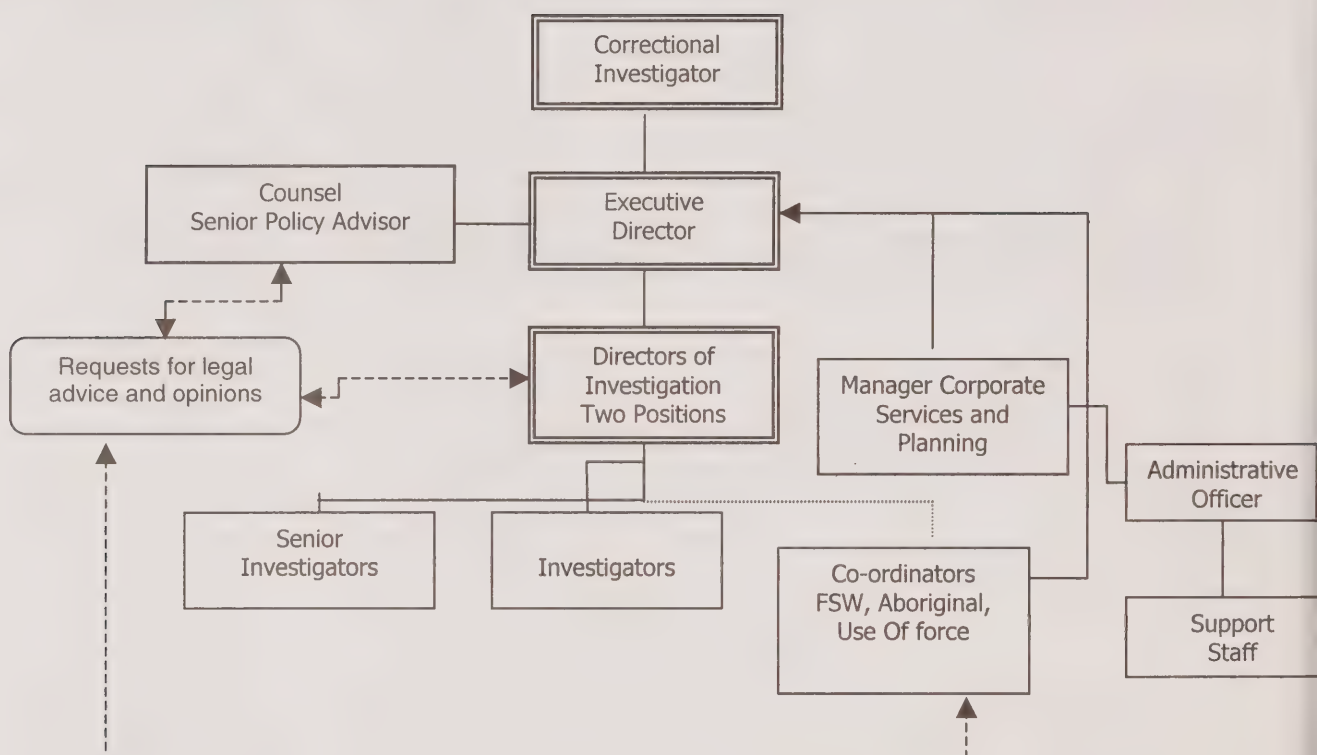 Correctional
Investigator
Counsel
Senior Policy Advisor
Executive
Director
Requests for legal
advice and opinions
Directors of
Investigation
Two Positions
Manager Corporate
Services and
Planning
Administrative
Officer
Senior
Investigators
Investigators
Co-ordinators
FSW, Aboriginal,
Use Of force
Support
Staff